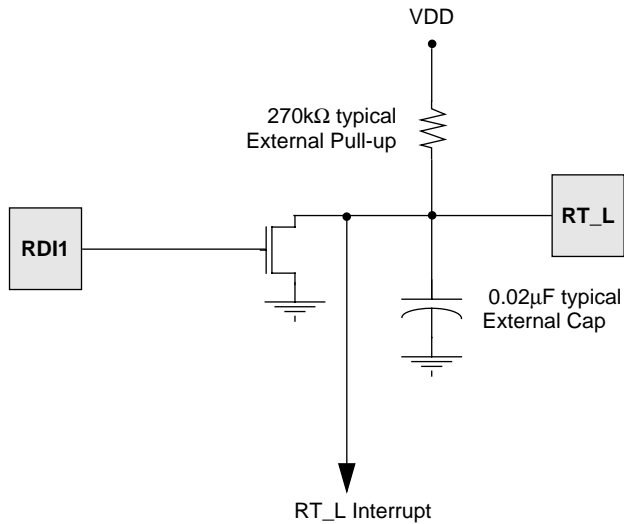 VDD
270kΩ typical
External Pull-up
RDI1
RT_L
0.02μF typical
External Cap
RT_L Interrupt